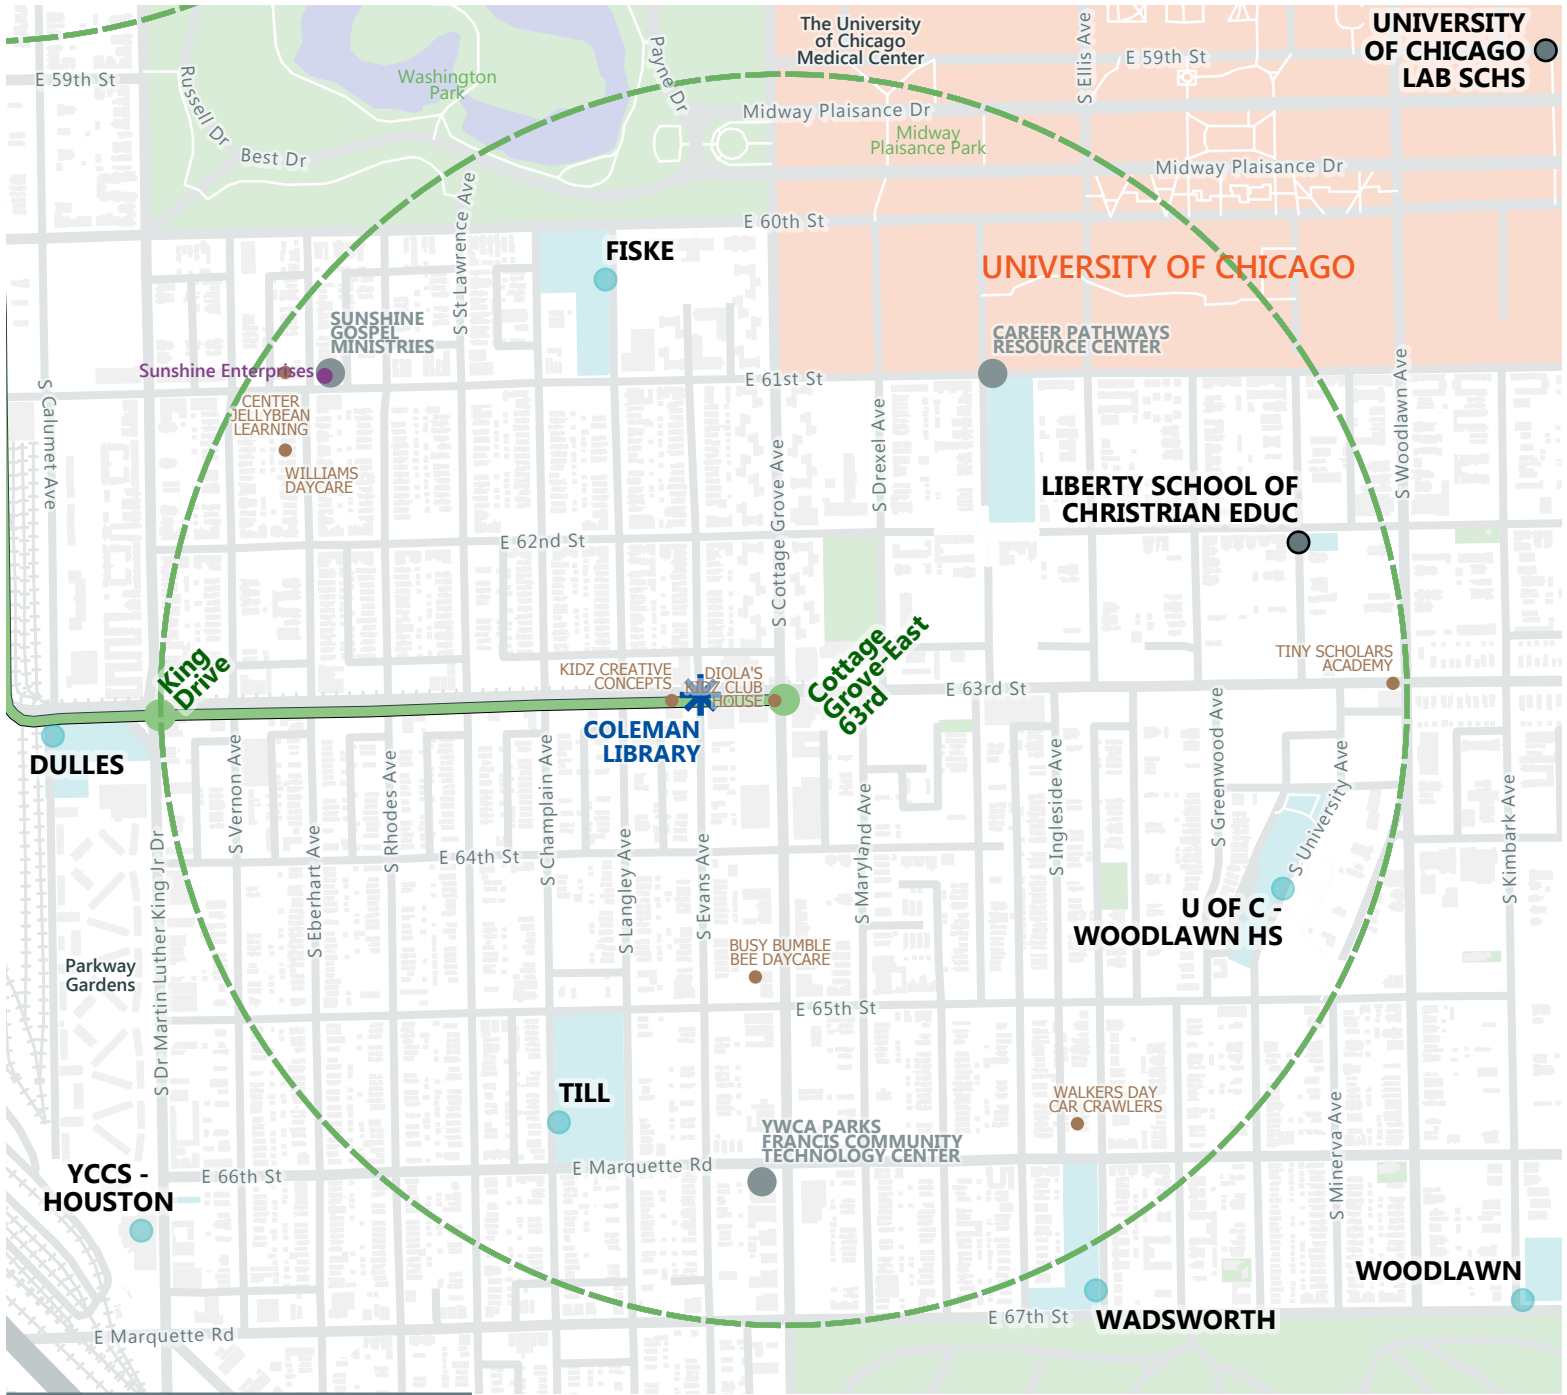 The University
of Chicago
Medical Center
UNIVERSITY
OF CHICAGO
LAB SCHS
E 59th St
Russell Dr
Best Dr
Washington
Park
Payne Dr
S Ellis Ave
E 59th St
Midway Plaisance Dr
Midway
Plaisance Park
Midway Plaisance Dr
S St Lawrence Ave
E 60th St
FISKE
UNIVERSITY OF CHICAGO
SUNSHINE
GOSPEL
MINISTRIES
Sunshine Enterprises
CENTER
JELLYBEAN
LEARNING
WILLIAMS
DAYCARE
CAREER PATHWAYS
RESOURCE CENTER
E 61st St
S Calumet Ave
S Cottage Grove Ave
S Drexel Ave
S Woodlawn Ave
LIBERTY SCHOOL OF
CHRISTRIAN EDUC
E 62nd St
King
Drive
KIDZ CREATIVE
CONCEPTS
DIOLA'S
KIDZ CLUB
HOUSE
Cottage
Grove-East
63rd
E 63rd St
TINY SCHOLARS
ACADEMY
COLEMAN
LIBRARY
DULLES
S Vernon Ave
S Eberhart Ave
S Rhodes Ave
E 64th St
S Champlain Ave
S Langley Ave
S Evans Ave
S Maryland Ave
S Ingleside Ave
S Greenwood Ave
S University Ave
S Kimbark Ave
S Dr Martin Luther King Jr Dr
U OF C -
WOODLAWN HS
Parkway
Gardens
BUSY BUMBLE
BEE DAYCARE
E 65th St
TILL
WALKERS DAY
CAR CRAWLERS
YWCA PARKS
FRANCIS COMMUNITY
TECHNOLOGY CENTER
S Minerva Ave
YCCS -
HOUSTON
E 66th St
E Marquette Rd
WOODLAWN
WADSWORTH
E 67th St
E Marquette Rd